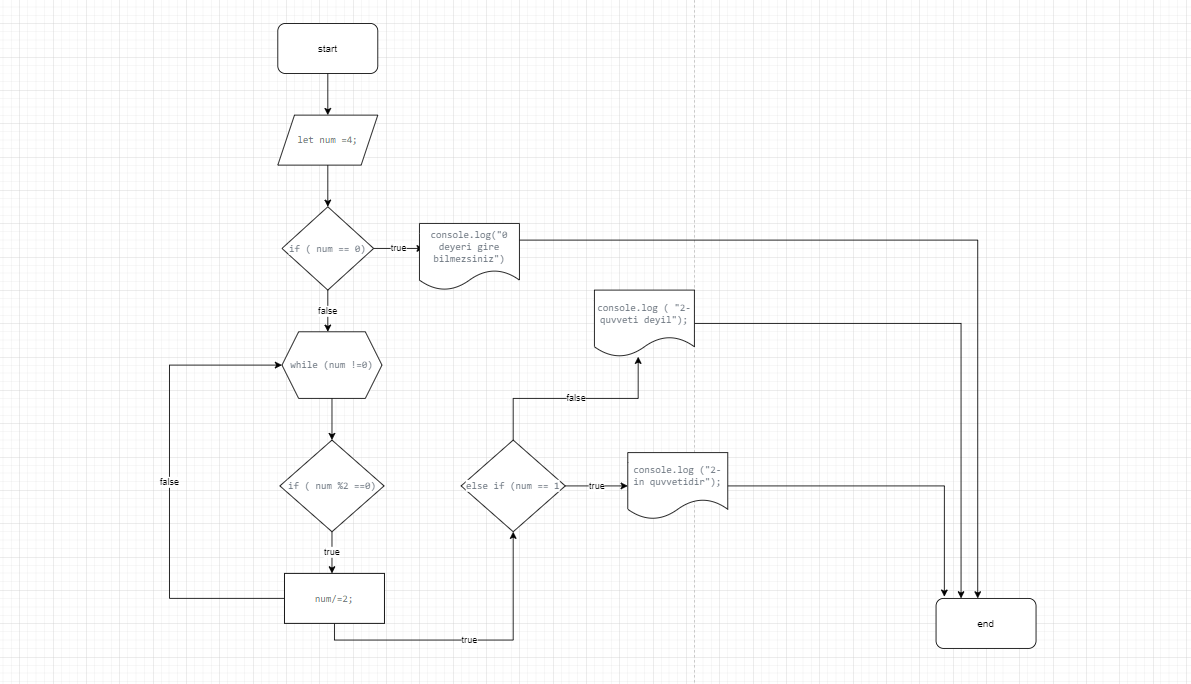 start
let num =4;
if ( num == 0)
true
console.log("0
deyeri gire
bilmezsiniz")
false
console.log ( "2-
quvveti deyil");
while (num !=0)
false
console.log ("2-
in quvvetidir");
false
if ( num %2 ==0)
else if (num == 1
true
true
num/=2;
end
true